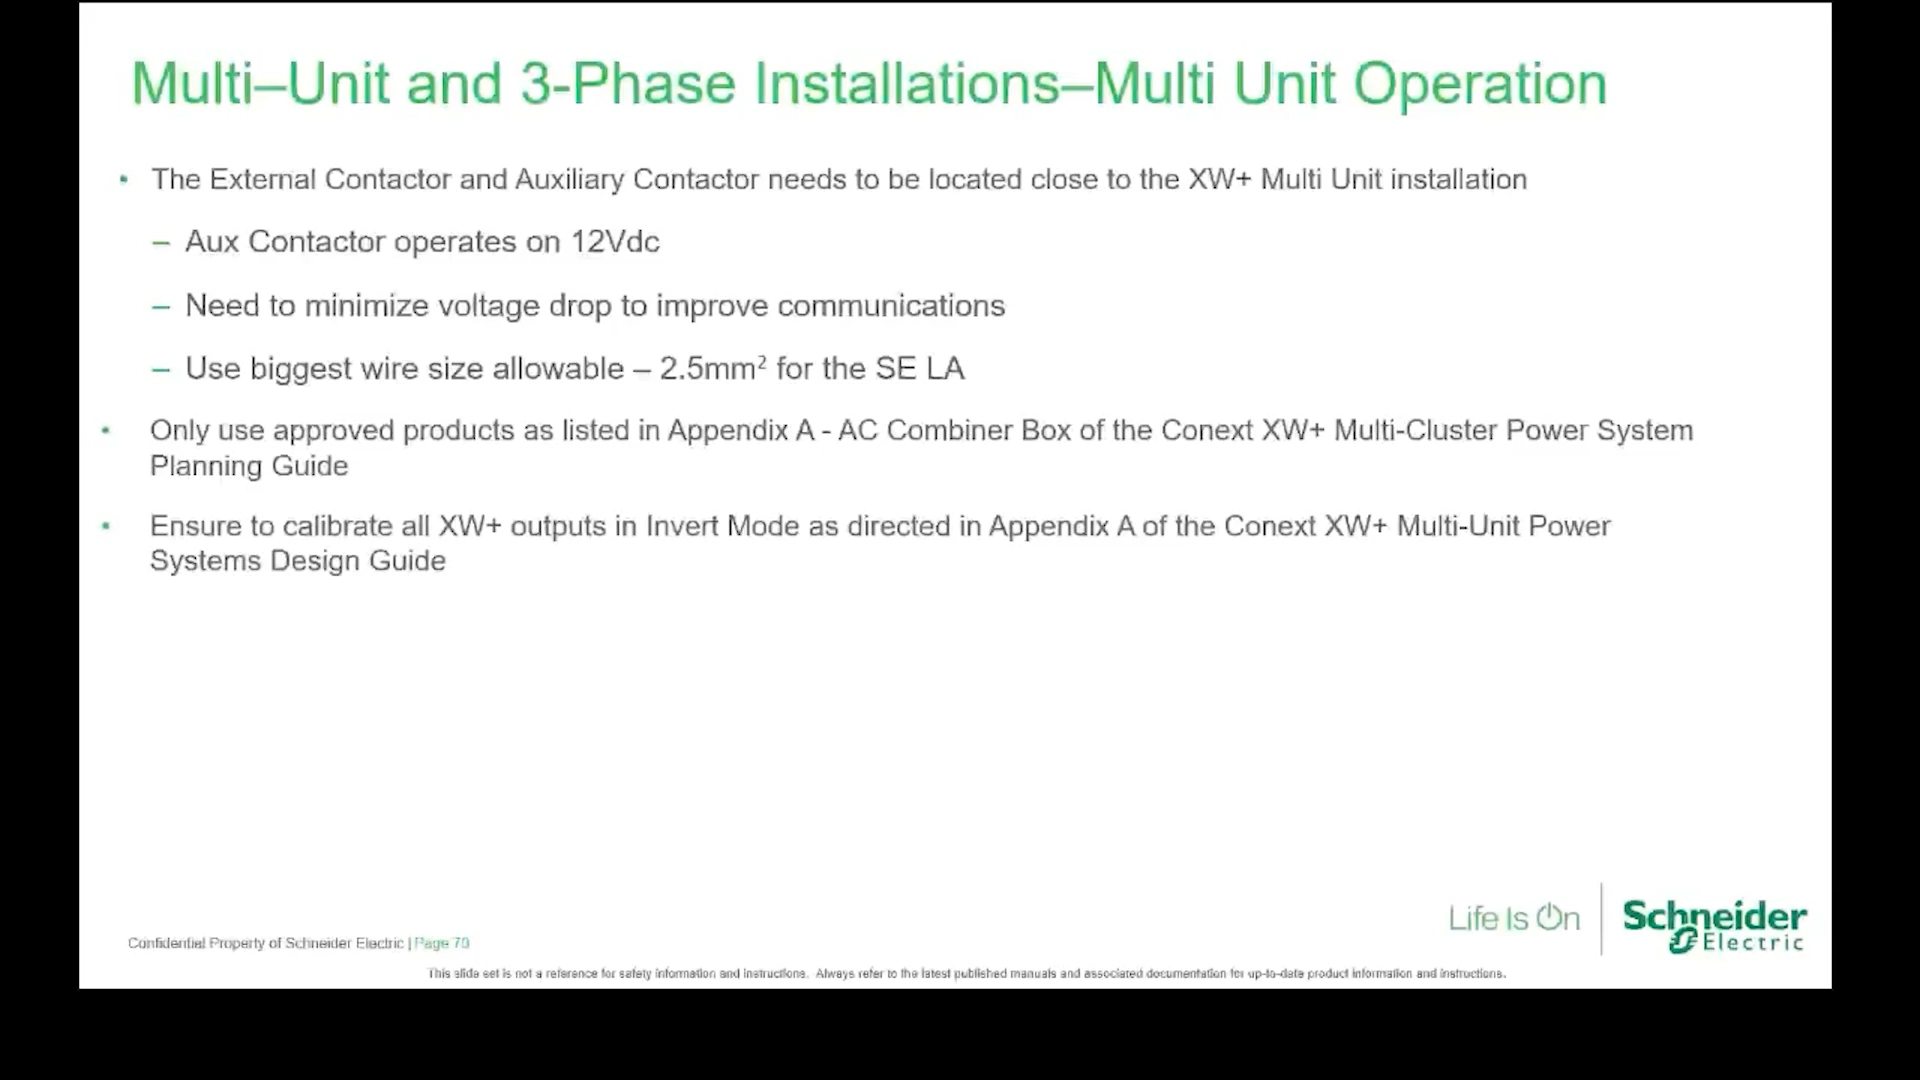 Multi–Unit and 3-Phase Installations–Multi Unit Operation
• The External Contactor and Auxiliary Contactor needs to be located close to the XW+ Multi Unit installation
– Aux Contactor operates on 12Vdc
– Need to minimize voltage drop to improve communications
– Use biggest wire size allowable – 2.5mm² for the SE LA
• Only use approved products as listed in Appendix A - AC Combiner Box of the Conext XW+ Multi-Cluster Power System
Planning Guide
• Ensure to calibrate all XW+ outputs in Invert Mode as directed in Appendix A of the Conext XW+ Multi-Unit Power
Systems Design Guide
Life Is On
Schneider
Electric
Confidential Property of Schneider Electric | Page 70
This slide set is not a reference for safety information and instructions. Always refer to the latest published manuals and associated documentation for up-to-date product information and instructions.